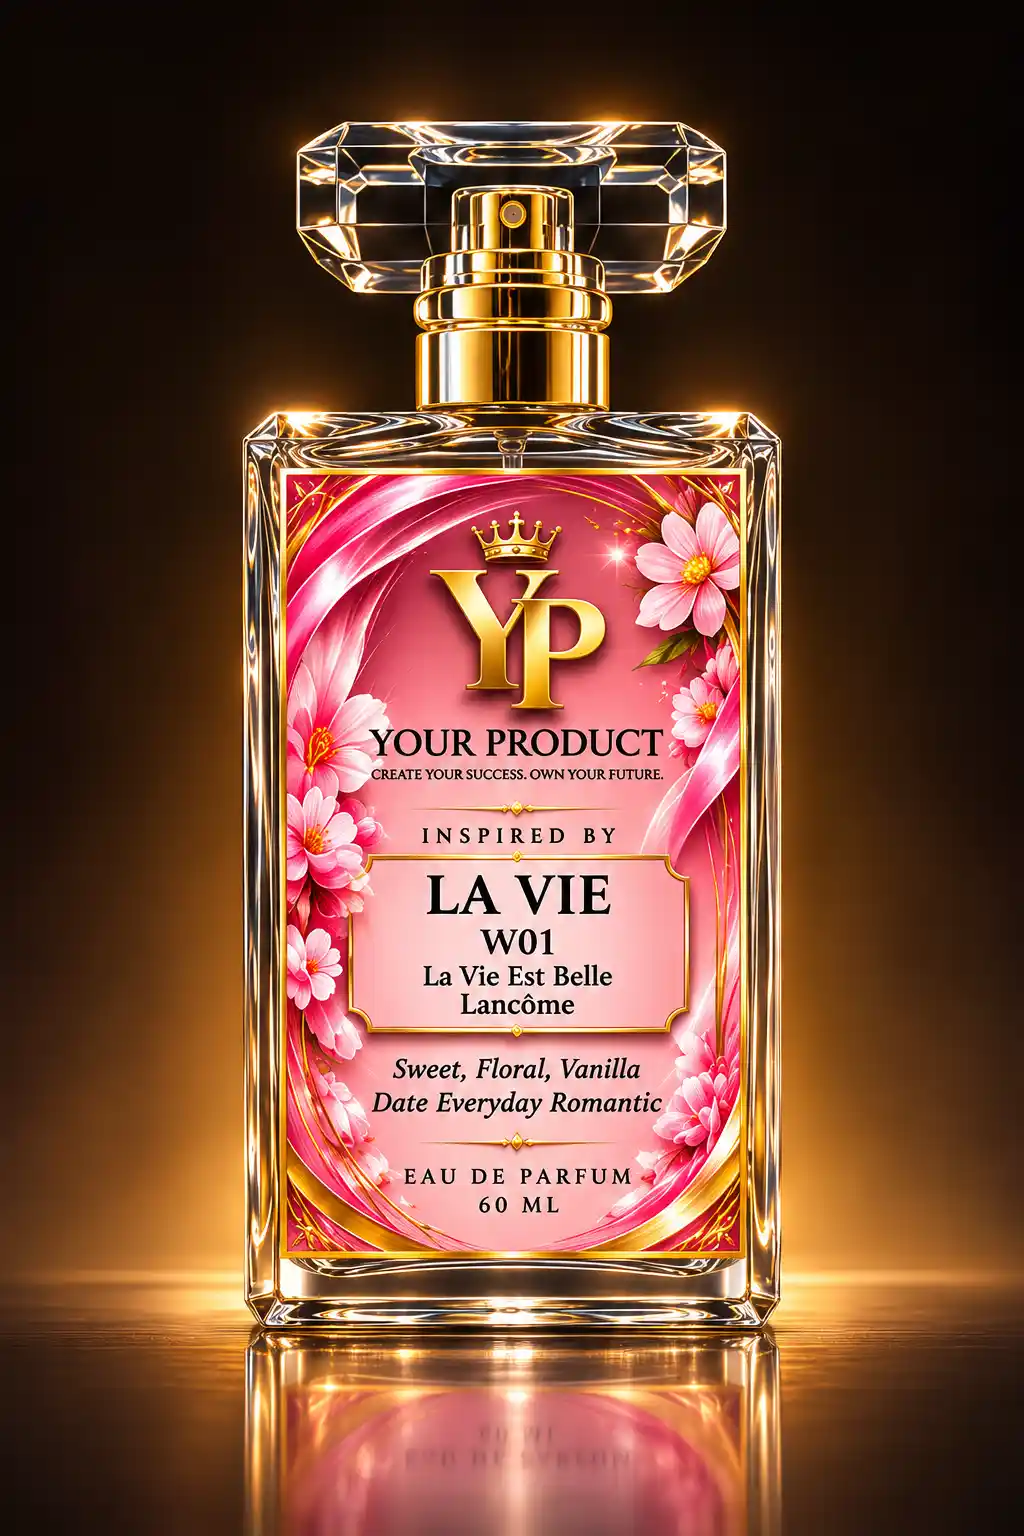 YP
YOUR PRODUCT
CREATE YOUR SUCCESS. OWN YOUR FUTURE.
INSPIRED BY
LA VIE
W01
La Vie Est Belle
Lancôme
Sweet, Floral, Vanilla
Date Everyday Romantic
EAU DE PARFUM
60 ML